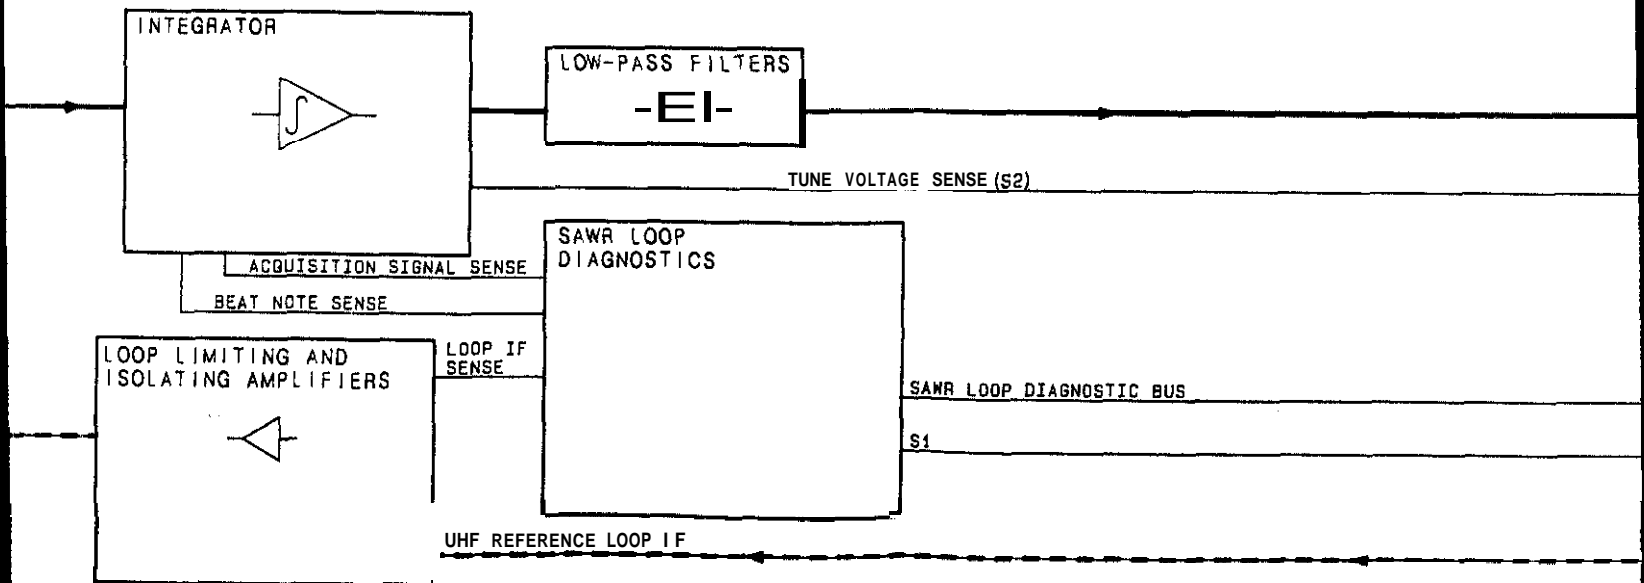 INTEGRATOR
LOW-PASS FILTERS
-EI-
TUNE VOLTAGE SENSE (S2)
SAWR LOOP
DIAGNOSTICS
ACQUISITION SIGNAL SENSE
BEAT NOTE SENSE
LOOP LIMITING AND
ISOLATING AMPLIFIERS
LOOP IF
SENSE
SAWR LOOP DIAGNOSTIC BUS
S1
UHF REFERENCE LOOP IF